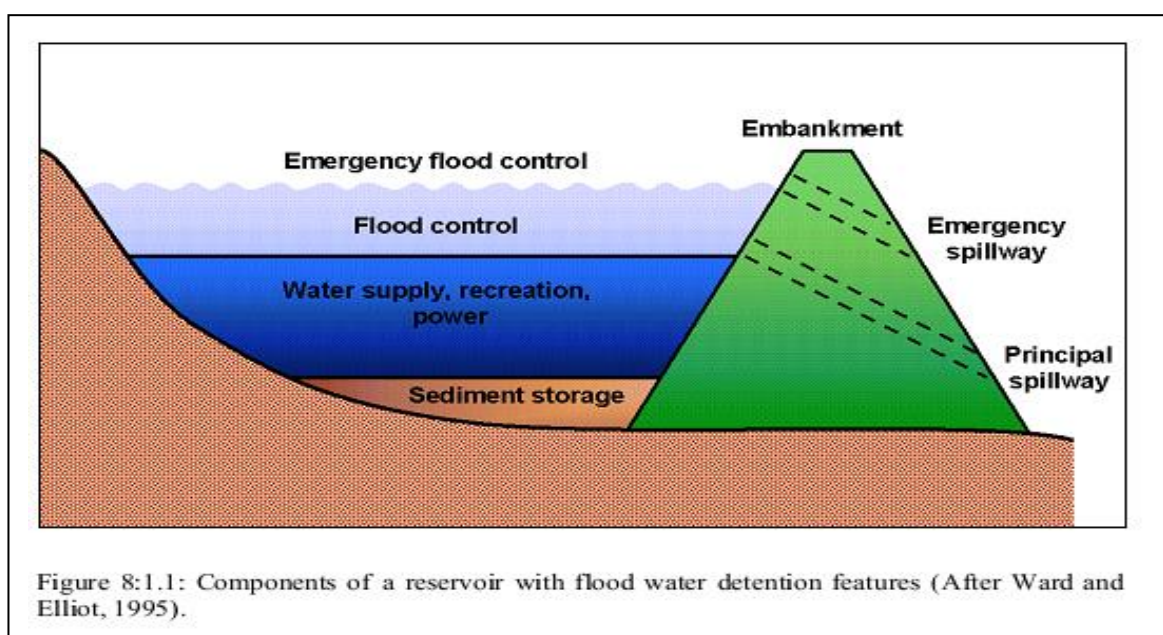 Embankment
Emergency flood control
Flood control
Emergency
spillway
Water supply, recreation,
power
Principal
spillway
Sediment storage
Figure 8:1.1: Components of a reservoir with flood water detention features (After Ward and
Elliot, 1995).